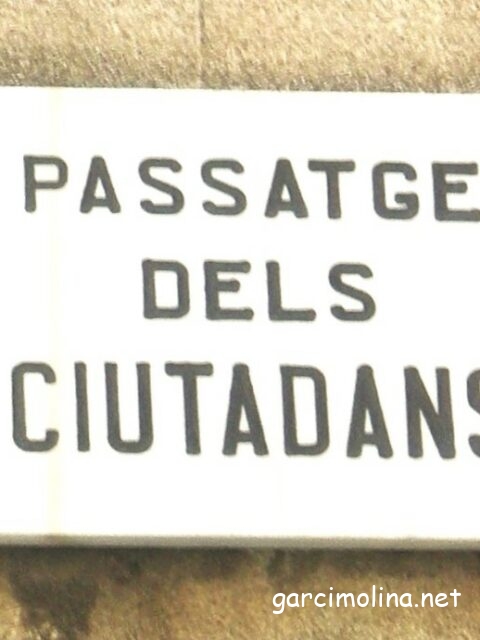 PASSATGE
DELS
CIUTADANS
garcimolina.net